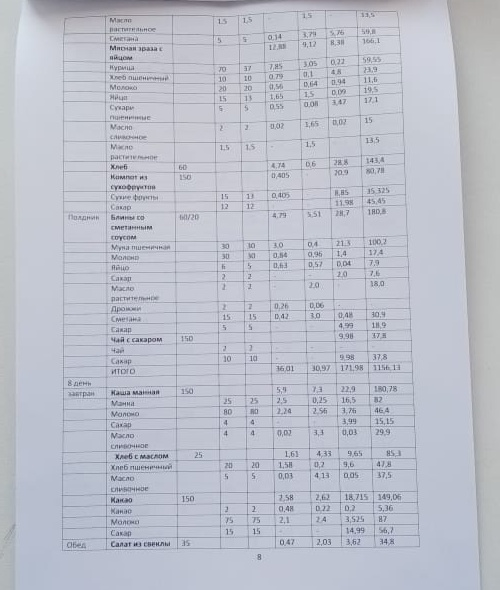 Масло растительное 1,5 1,5 - 1,5 - 13,5
Сметана 5 5 0,14 3,79 5,76 59,8
Мясная зраза с яйцом 12,88 9,12 8,38 166,1
Курица 70 37 7,85 3,05 0,22 59,55
Хлеб пшеничный 10 10 0,79 0,1 4,8 23,9
Молоко 20 20 0,56 0,64 0,94 11,6
Яйцо 15 13 1,65 1,5 0,09 19,5
Сухари пшеничные 5 5 0,55 0,08 3,47 17,1
Масло сливочное 2 2 0,02 1,65 0,02 15
Масло растительное 1,5 1,5 - 1,5 13,5
Хлеб 60 4,74 0,6 28,8 143,4
Компот из сухофруктов 150 0,405 20,9 80,78
Сухие фрукты 15 13 0,405 8,85 35,325
Сахар 12 12 - 11,98 45,45
Полдник Блины со сметанным соусом 60/20 4,79 5,51 28,7 180,8
Мука пшеничная 30 30 3,0 0,4 21,3 100,2
Молоко 30 30 0,84 0,96 1,4 17,4
Яйцо 6 5 0,63 0,57 0,04 7,9
Сахар 2 2 - - 2,0 7,6
Масло растительное 2 2 - 2,0 - 18,0
Дрожжи 2 2 0,26 0,06 -
Сметана 15 15 0,42 3,0 0,48 30,9
Сахар 5 5 - - 4,99 18,9
Чай с сахаром 150 9,98 37,8
Чай 2 2 - - - -
Сахар 10 10 - - 9,98 37,8
ИТОГО 36,01 30,97 171,98 1156,13
8 день
завтрак Каша манная 150 5,9 7,3 22,9 180,78
Манка 25 25 2,5 0,25 16,5 82
Молоко 80 80 2,24 2,56 3,76 46,4
Сахар 4 4 - - 3,99 15,15
Масло сливочное 4 4 0,02 3,3 0,03 29,9
Хлеб с маслом 25 1,61 4,33 9,65 85,3
Хлеб пшеничный 20 20 1,58 0,2 9,6 47,8
Масло сливочное 5 5 0,03 4,13 0,05 37,5
Какао 150 2,58 2,62 18,715 149,06
Какао 2 2 0,48 0,22 0,2 5,36
Молоко 75 75 2,1 2,4 3,525 87
Сахар 15 15 - - 14,99 56,7
Обед Салат из свеклы 35 0,47 2,03 3,62 34,8
8